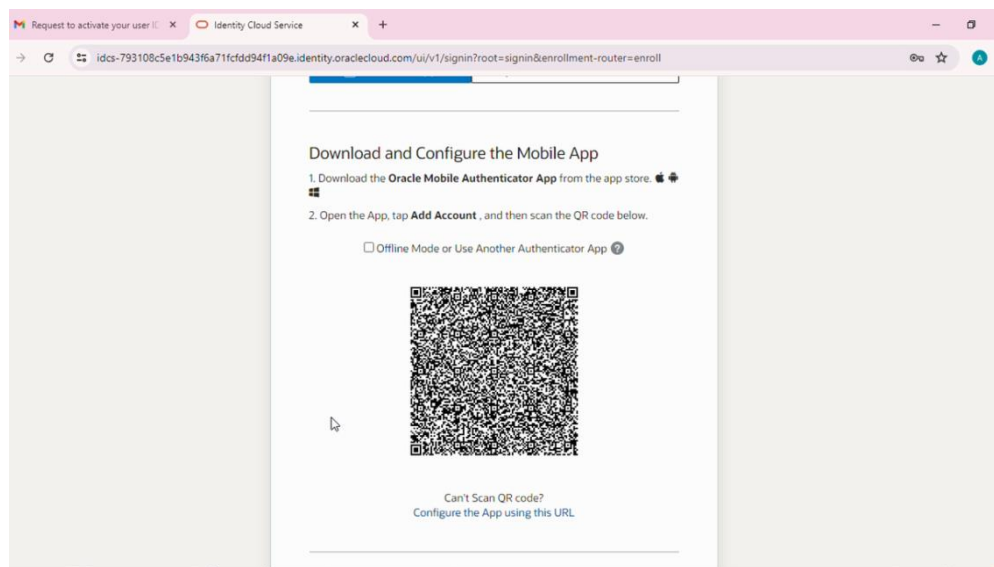 Request to activate your user I
Identity Cloud Service
idcs-793108c5e1b943f6a71fcfdd94f1a09e.identity.oraclecloud.com/ui/v1/signin?root=signin&enrollment-router=enroll
A
Download and Configure the Mobile App
1. Download the Oracle Mobile Authenticator App from the app store.
2. Open the App, tap Add Account , and then scan the QR code below.
Offline Mode or Use Another Authenticator App ?
Can't Scan QR code?
Configure the App using this URL